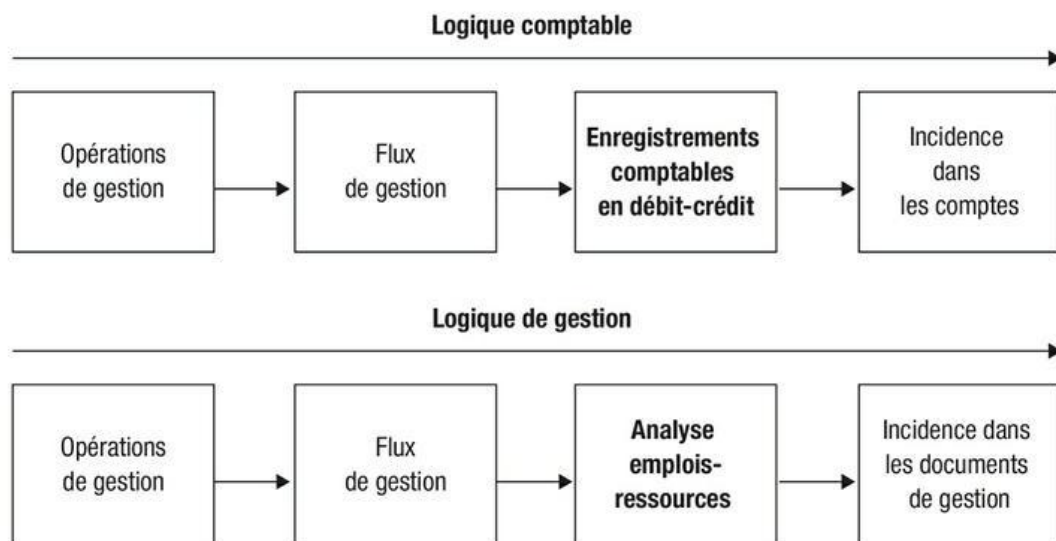 Logique comptable
Opérations
de gestion
Flux
de gestion
Enregistrements
comptables
en débit-crédit
Incidence
dans
les comptes
Logique de gestion
Opérations
de gestion
Flux
de gestion
Analyse
emplois-
ressources
Incidence dans
les documents
de gestion